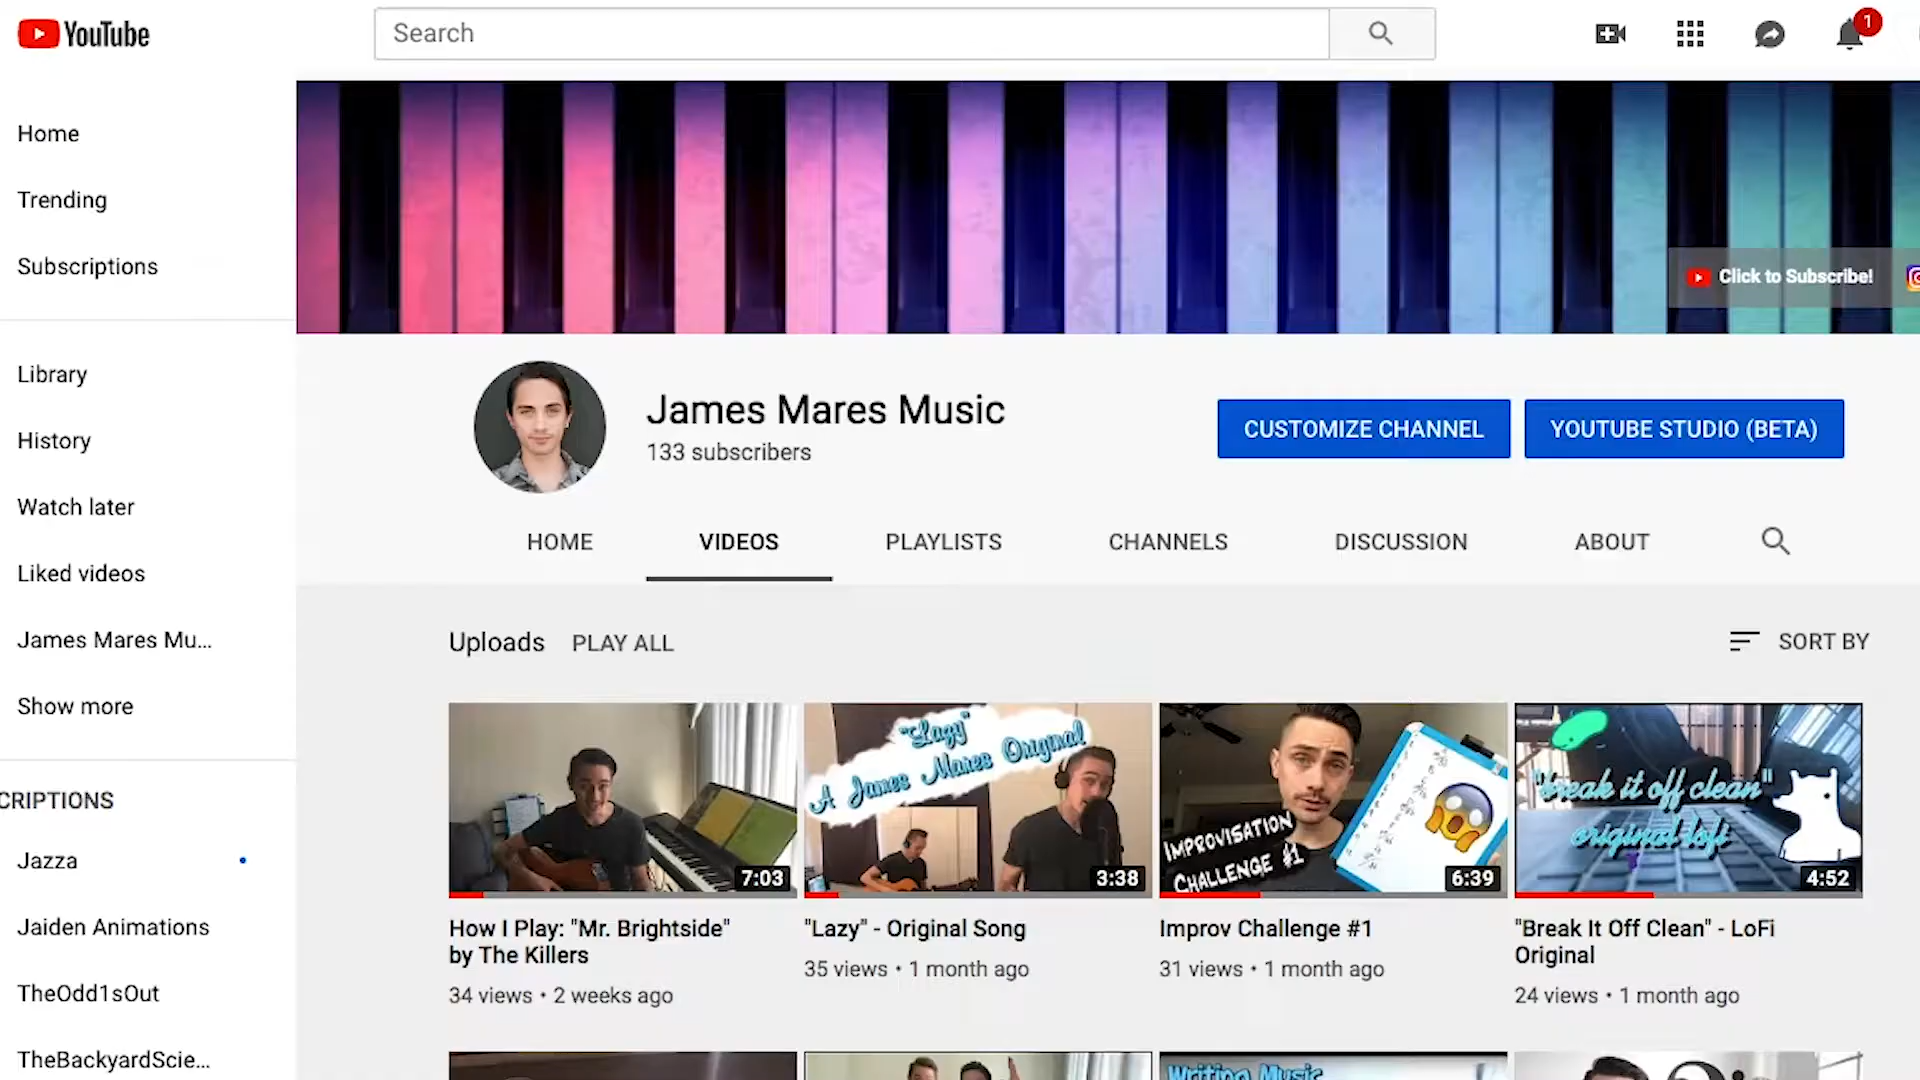 YouTube
Search
1
Home
Trending
Subscriptions
Library
History
Watch later
Liked videos
James Mares Mu...
Show more
CRIPTIONS
Jazza
Jaiden Animations
TheOdd1sOut
TheBackyardScie...
Click to Subscribe!
James Mares Music
133 subscribers
CUSTOMIZE CHANNEL
YOUTUBE STUDIO (BETA)
HOME
VIDEOS
PLAYLISTS
CHANNELS
DISCUSSION
ABOUT
Uploads
PLAY ALL
SORT BY
7:03
How I Play: "Mr. Brightside"
by The Killers
34 views • 2 weeks ago
"Lazy"
A James Mares Original
3:38
"Lazy" - Original Song
35 views • 1 month ago
IMPROVISATION
CHALLENGE #1
6:39
Improv Challenge #1
31 views • 1 month ago
"break it off clean"
original lofi
4:52
"Break It Off Clean" - LoFi
Original
24 views • 1 month ago
Writing Music